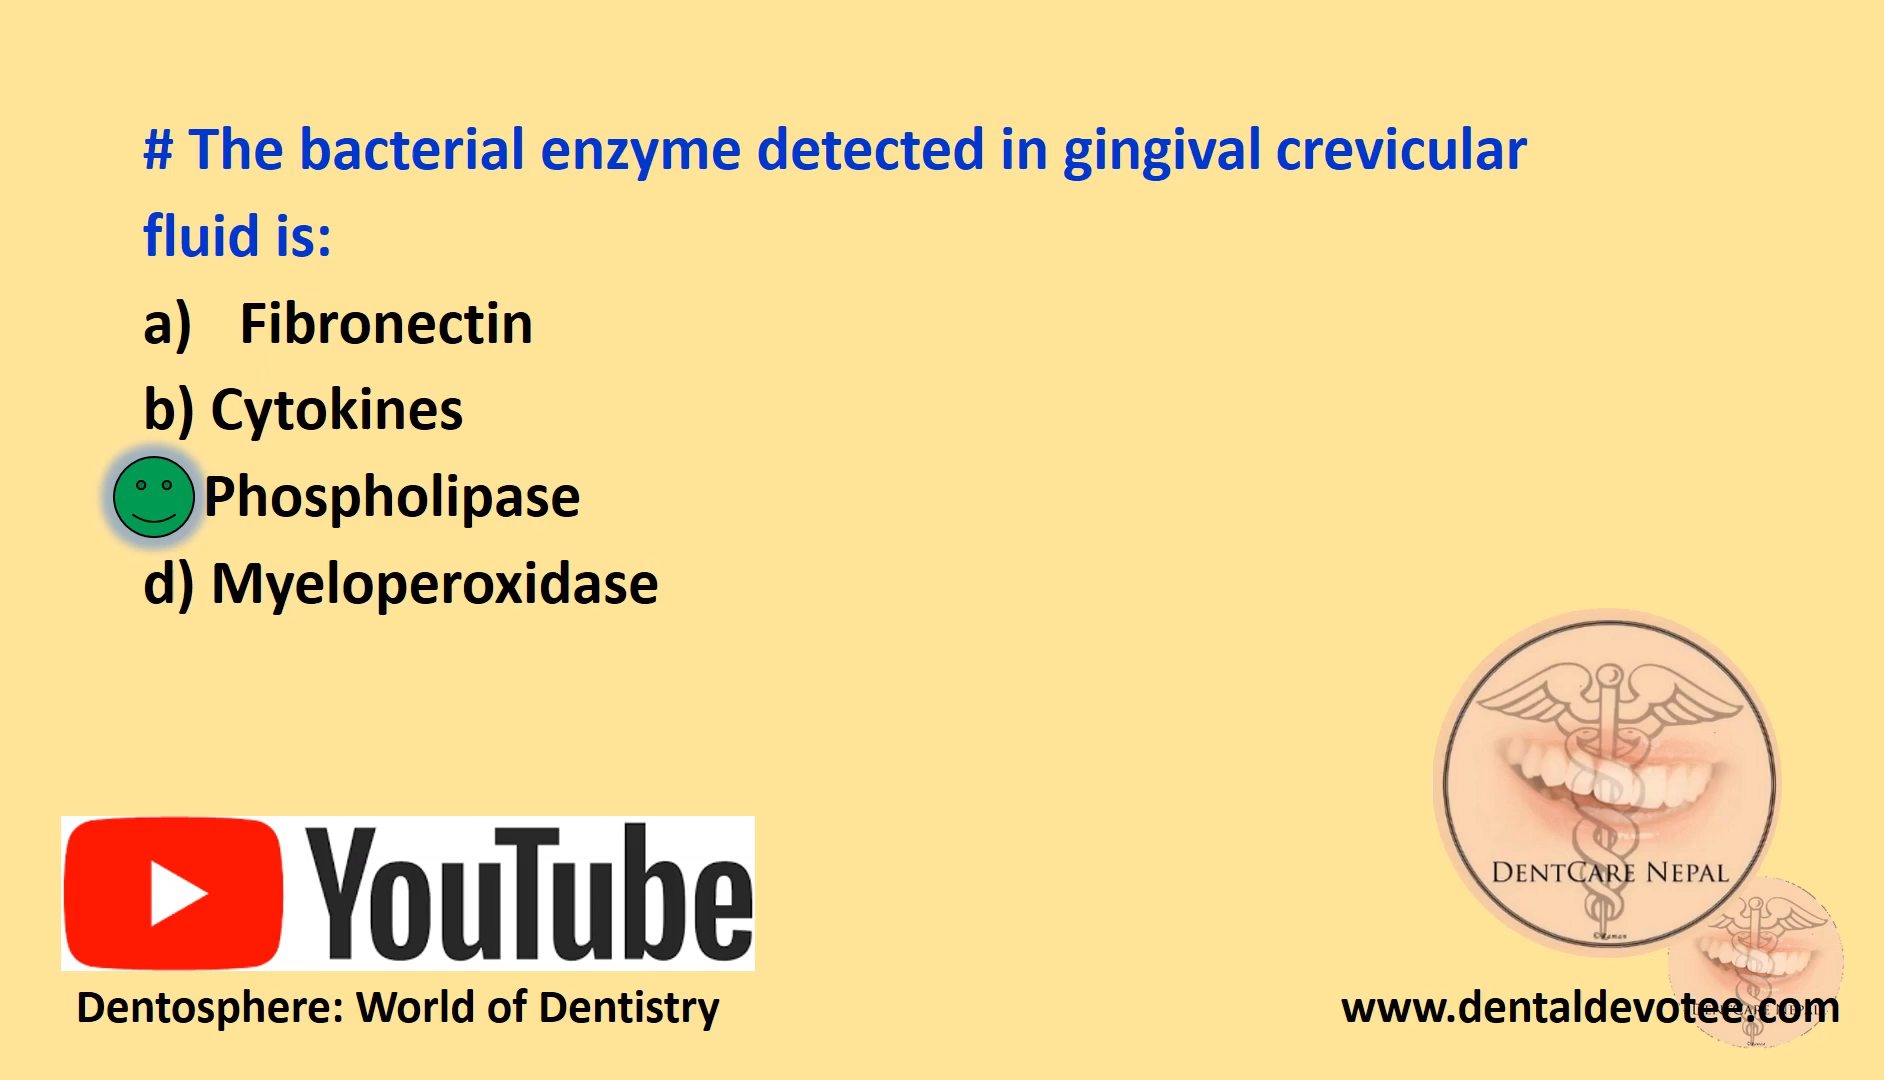 # The bacterial enzyme detected in gingival crevicular
fluid is:
a) Fibronectin
b) Cytokines
Phospholipase
d) Myeloperoxidase
YouTube
DENTCARE NEPAL
Dentosphere: World of Dentistry
www.dentaldevotee.com